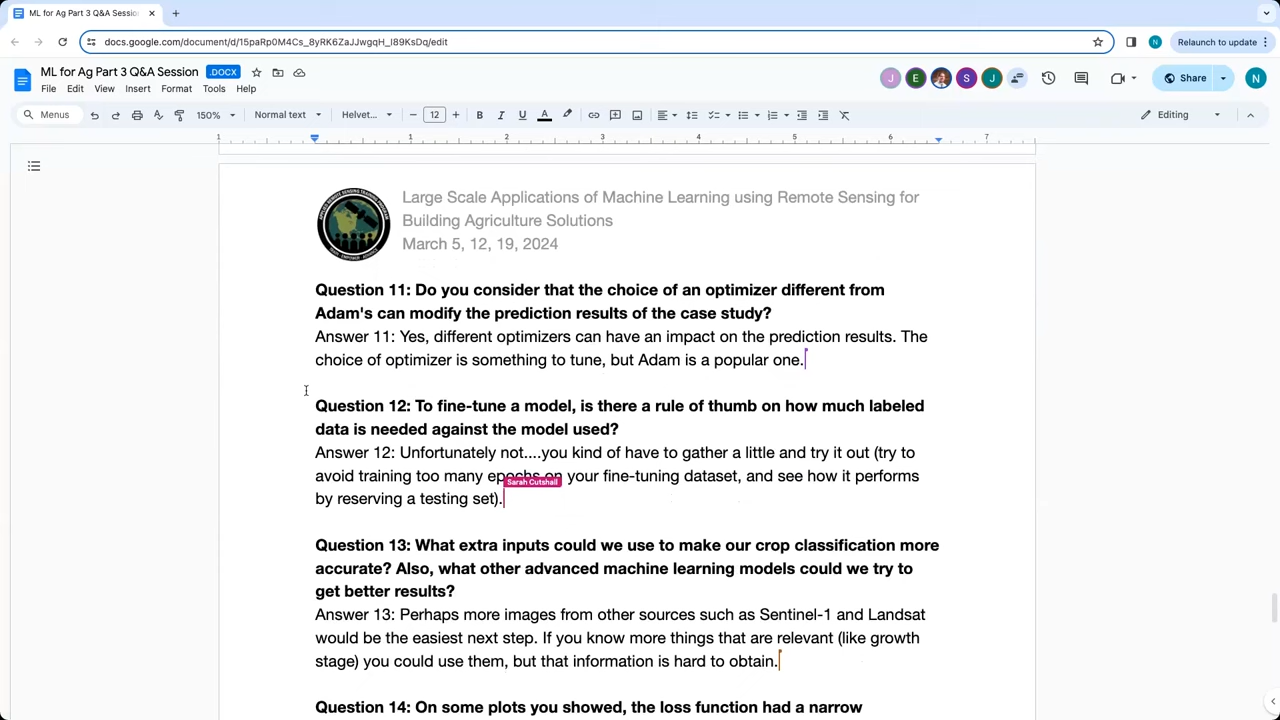 ML for Ag Part 3 Q&A Sessio
docs.google.com/document/d/15paRp0M4Cs_8yRK6ZaJJwgqH_I89KsDq/edit
N
Relaunch to update
ML for Ag Part 3 Q&A Session
.DOCX
File Edit View Insert Format Tools Help
J E S J
Share
N
Menus
150%
Normal text
Helvet...
12
B I U A
Editing
1 1 2 3 4 5 6 7
Large Scale Applications of Machine Learning using Remote Sensing for
Building Agriculture Solutions
March 5, 12, 19, 2024
Question 11: Do you consider that the choice of an optimizer different from
Adam's can modify the prediction results of the case study?
Answer 11: Yes, different optimizers can have an impact on the prediction results. The
choice of optimizer is something to tune, but Adam is a popular one.
Question 12: To fine-tune a model, is there a rule of thumb on how much labeled
data is needed against the model used?
Answer 12: Unfortunately not....you kind of have to gather a little and try it out (try to
avoid training too many epochs on your fine-tuning dataset, and see how it performs
Sarah Cutshall
by reserving a testing set).
Question 13: What extra inputs could we use to make our crop classification more
accurate? Also, what other advanced machine learning models could we try to
get better results?
Answer 13: Perhaps more images from other sources such as Sentinel-1 and Landsat
would be the easiest next step. If you know more things that are relevant (like growth
stage) you could use them, but that information is hard to obtain.
Question 14: On some plots you showed, the loss function had a narrow